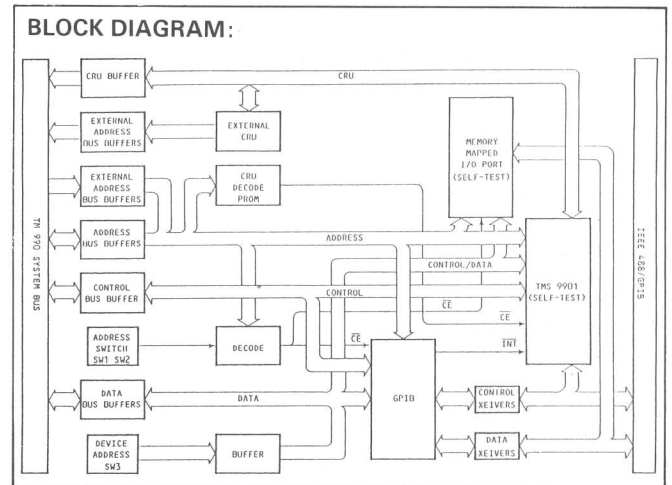 BLOCK DIAGRAM:
CRU BUFFER
CRU
EXTERNAL
ADDRESS
BUS BUFFERS
EXTERNAL
CRU
MEMORY
MAPPED
I/O PORT
(SELF-TEST)
EXTERNAL
ADDRESS
BUS BUFFERS
CRU
DECODE
PROM
TM 990 SYSTEM BUS
ADDRESS
BUS BUFFERS
ADDRESS
CONTROL/DATA
TMS 9901
(SELF-TEST)
IEEE 488/GPIB
CONTROL
BUS BUFFER
CONTROL
CE
CE
ADDRESS
SWITCH
SW1 SW2
DECODE
CE
INT
GPIB
DATA
BUS BUFFERS
DATA
CONTROL
XEIVERS
DEVICE
ADDRESS
SW3
BUFFER
DATA
XEIVERS